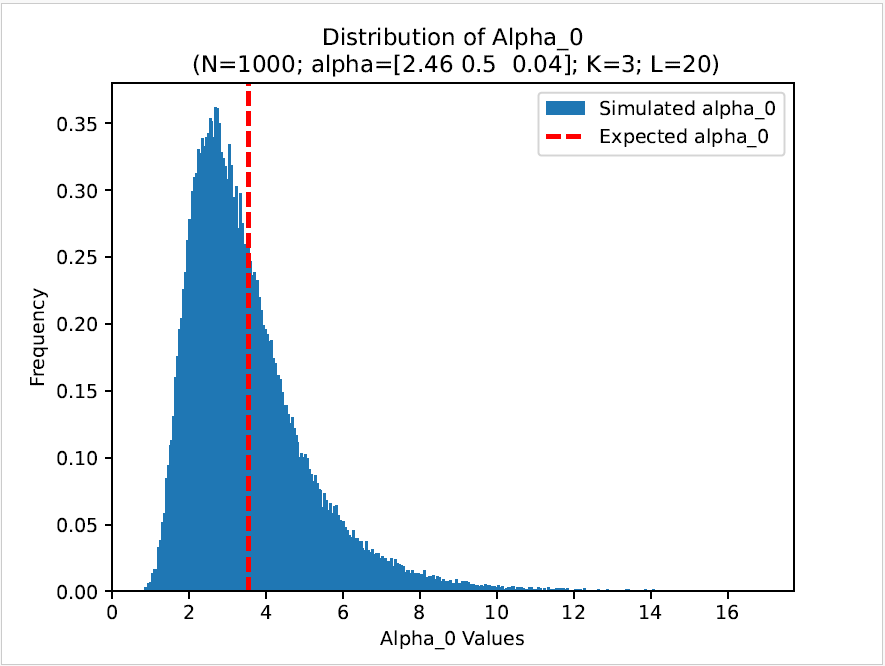 Distribution of Alpha_0
(N=1000; alpha=[2.46 0.5  0.04]; K=3; L=20)
Simulated alpha_0
Expected alpha_0
Frequency
0.35
0.30
0.25
0.20
0.15
0.10
0.05
0.00
0 2 4 6 8 10 12 14 16
Alpha_0 Values